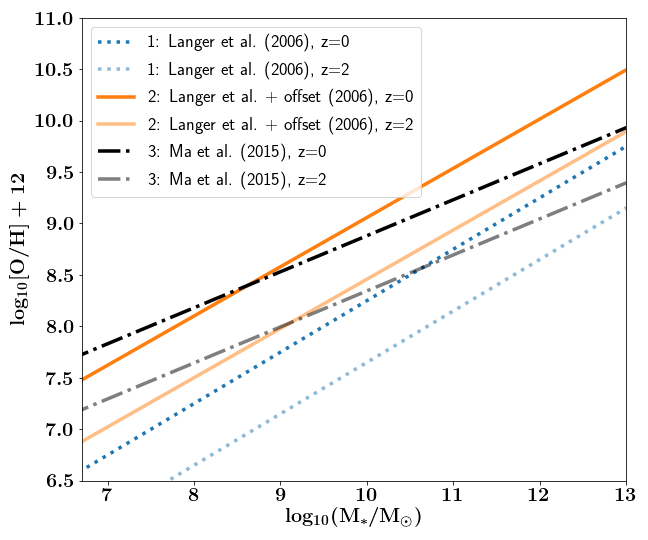 11.0
10.5
10.0
9.5
9.0
8.5
8.0
7.5
7.0
6.5
log₁₀[O/H] + 12
1: Langer et al. (2006), z=0
1: Langer et al. (2006), z=2
2: Langer et al. + offset (2006), z=0
2: Langer et al. + offset (2006), z=2
3: Ma et al. (2015), z=0
3: Ma et al. (2015), z=2
7 8 9 10 11 12 13
log₁₀(M*/M☉)